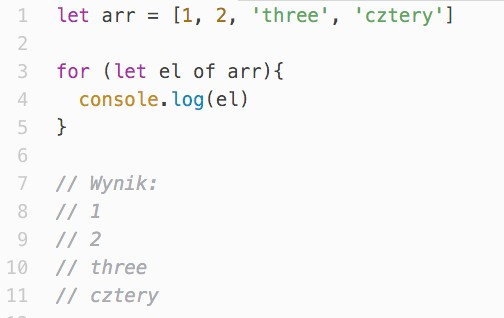 1 let arr = [1, 2, 'three', 'cztery']
2
3 for (let el of arr){
4   console.log(el)
5 }
6
7 // Wynik:
8 // 1
9 // 2
10 // three
11 // cztery